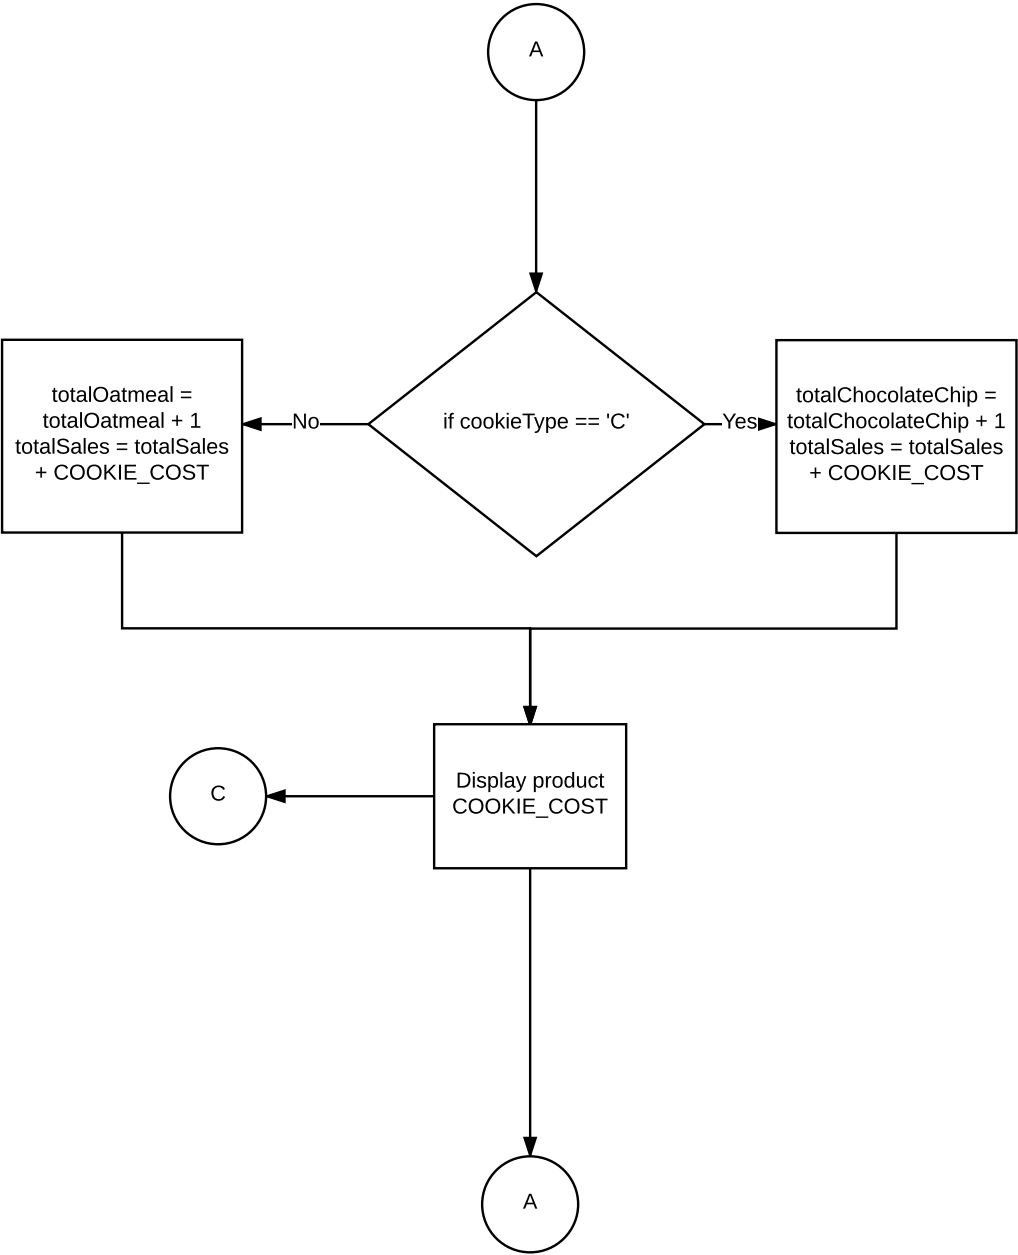 A
totalOatmeal =
totalOatmeal + 1
totalSales = totalSales
+ COOKIE_COST
No
if cookieType == 'C'
Yes
totalChocolateChip =
totalChocolateChip + 1
totalSales = totalSales
+ COOKIE_COST
C
Display product
COOKIE_COST
A